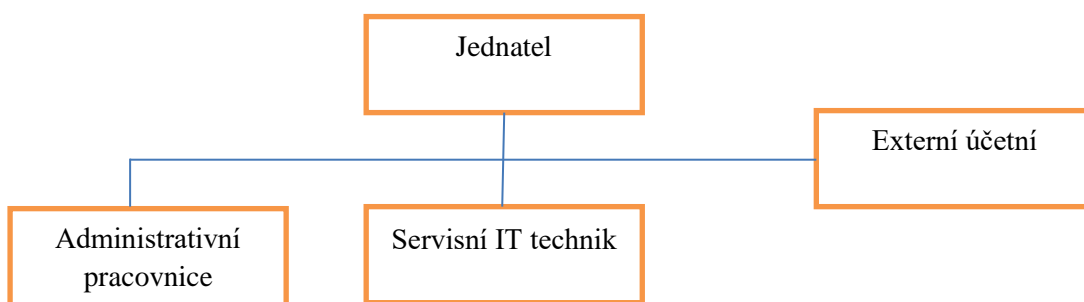 Jednatel
Externí účetní
Administrativní
pracovnice
Servisní IT technik